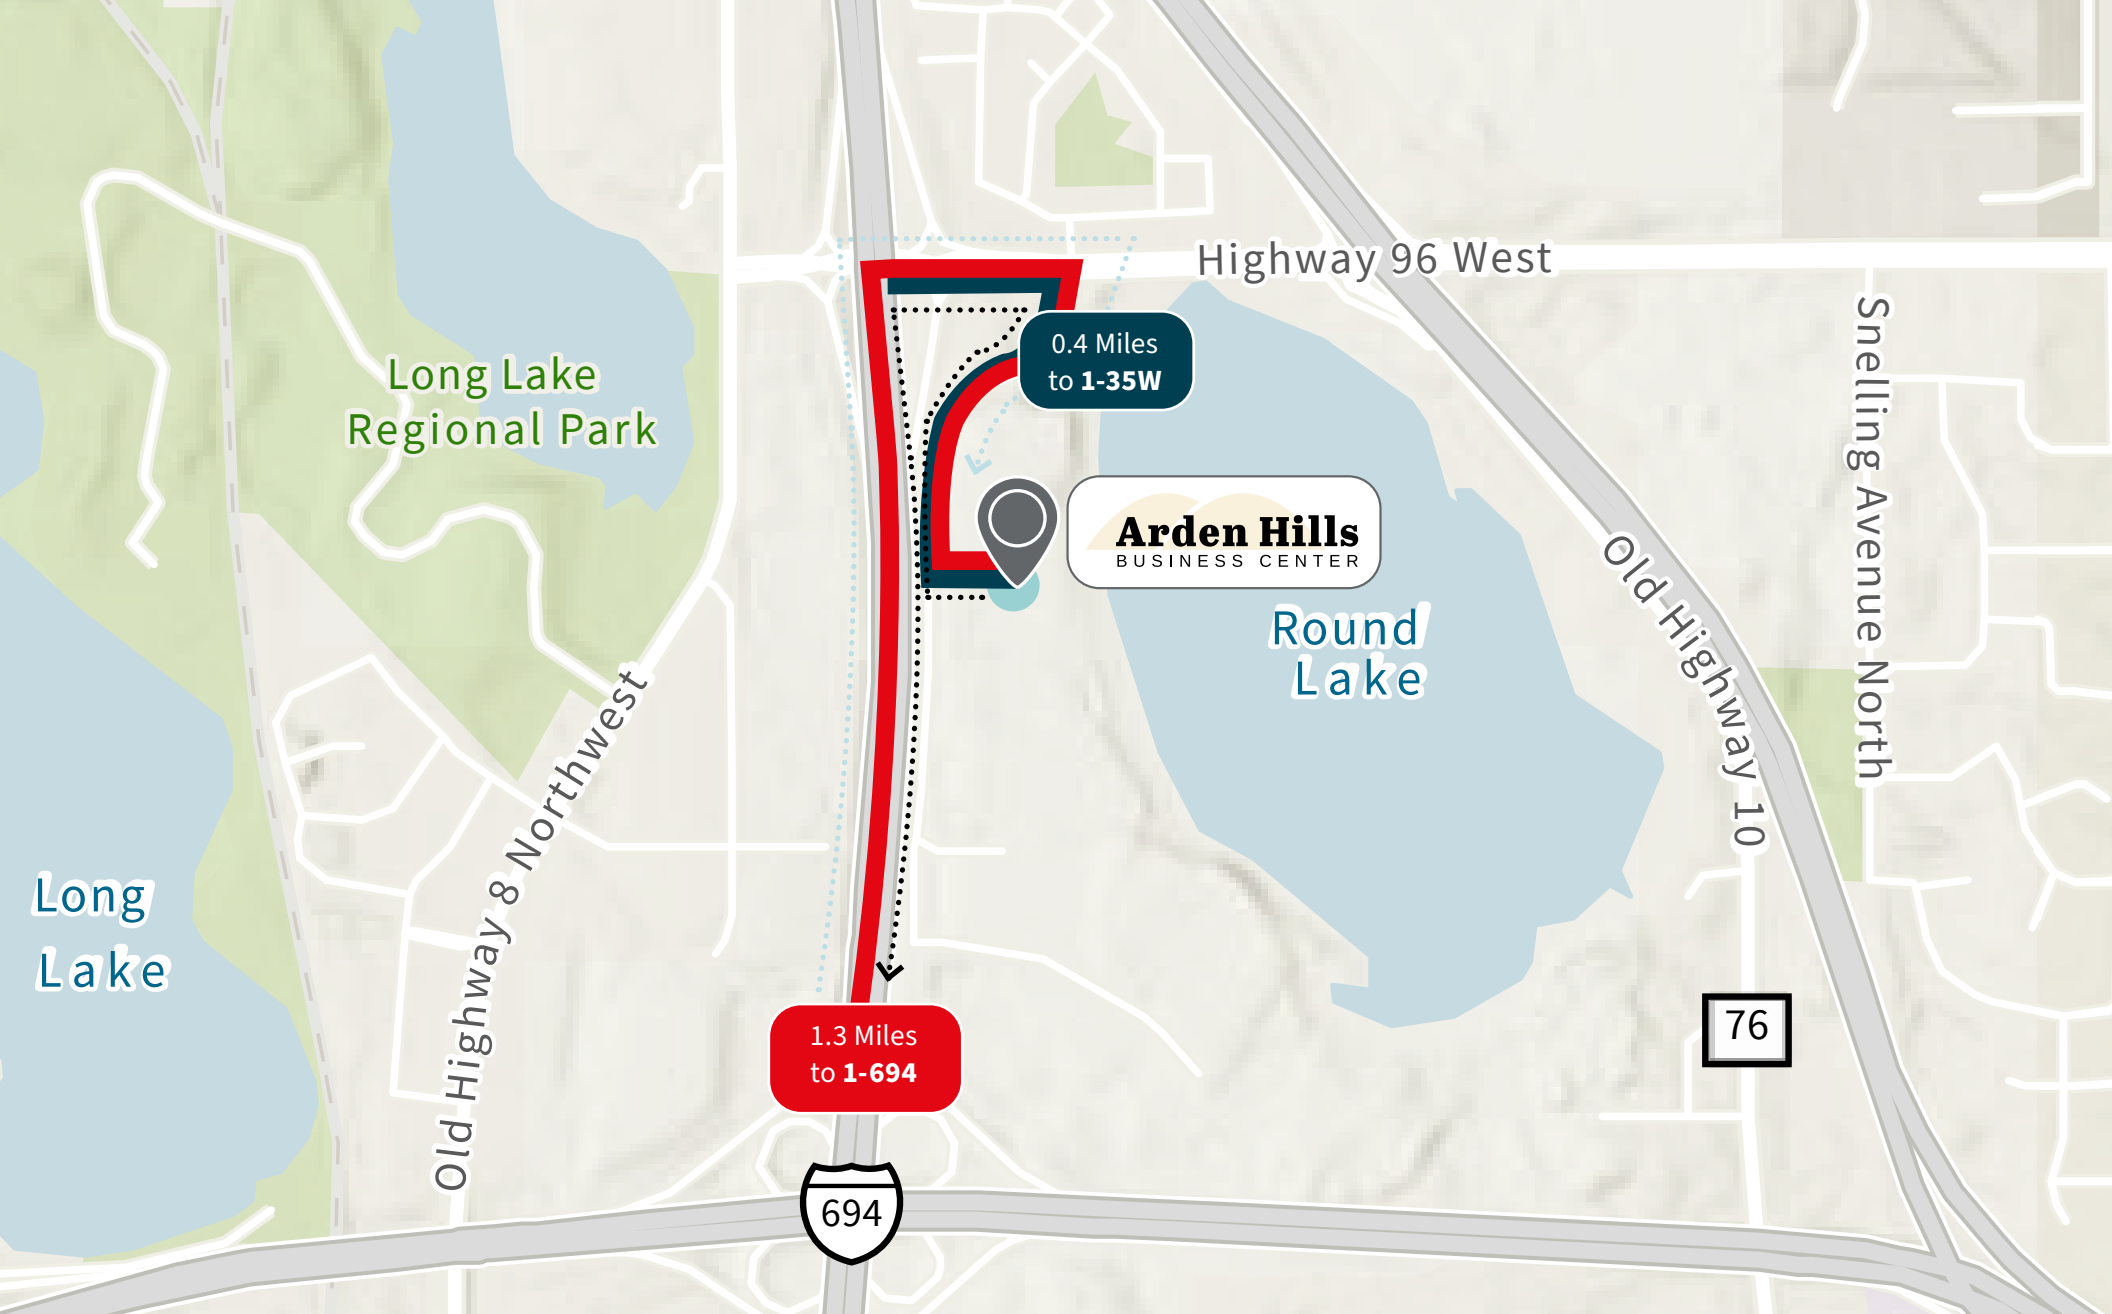 Highway 96 West
Snelling Avenue North
0.4 Miles
to 1-35W
Long Lake
Regional Park
Arden Hills
BUSINESS CENTER
Old Highway 10
Round
Lake
Old Highway 8 Northwest
Long
Lake
76
1.3 Miles
to 1-694
694